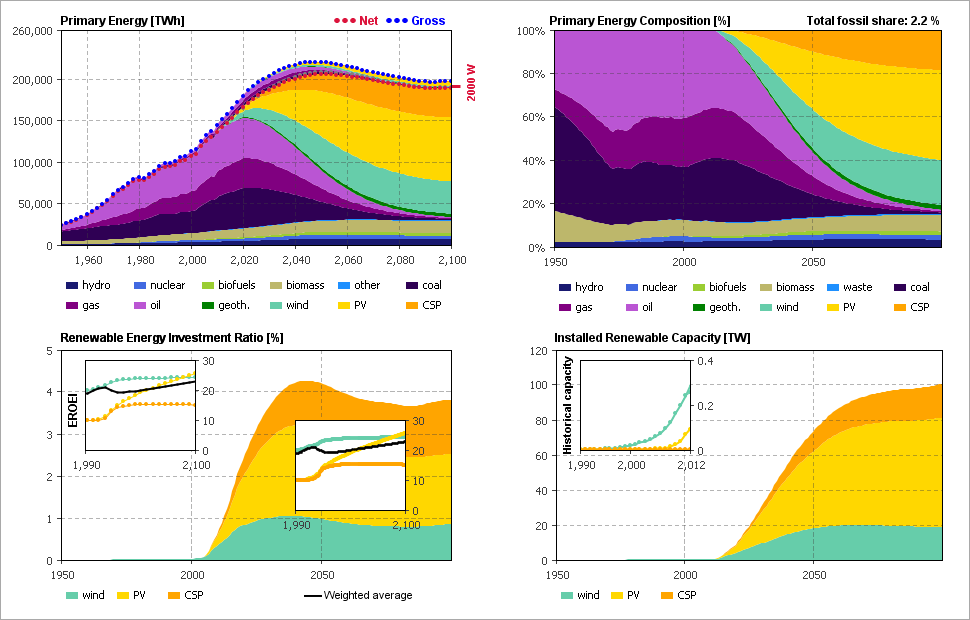 Primary Energy [TWh]
Net
Gross
260,000
200,000
150,000
100,000
50,000
0
1,960
1,980
2,000
2,020
2,040
2,060
2,080
2,100
2000 W
hydro
nuclear
biofuels
biomass
other
coal
gas
oil
geoth.
wind
PV
CSP
Primary Energy Composition [%]
Total fossil share: 2.2 %
100%
80%
60%
40%
20%
0%
1950
2000
2050
hydro
nuclear
biofuels
biomass
waste
coal
gas
oil
geoth.
wind
PV
CSP
Renewable Energy Investment Ratio [%]
5
4
3
2
1
0
1950
2000
2050
EROEI
30
20
10
0
1,990
2,100
30
20
10
0
1,990
2,100
wind
PV
CSP
Weighted average
Installed Renewable Capacity [TW]
120
100
80
60
40
20
0
1950
2000
2050
Historical capacity
0.4
0.2
0
1,990
2,000
2,012
wind
PV
CSP